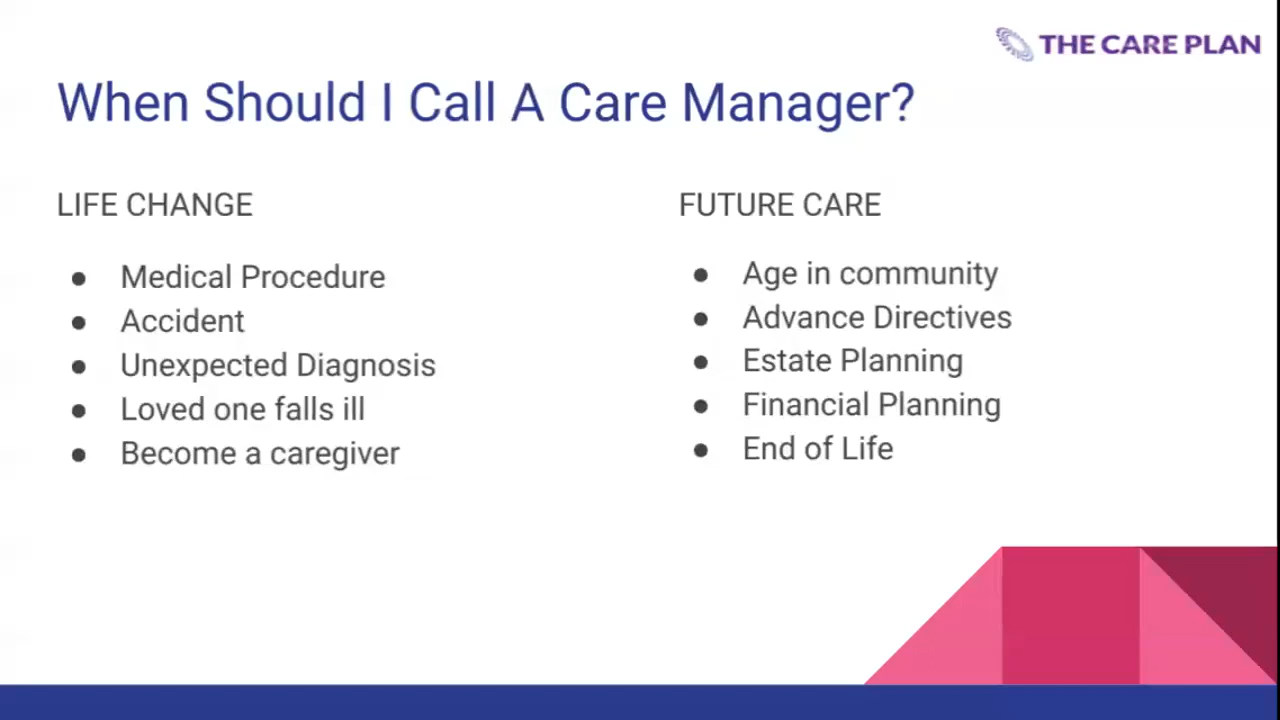 THE CARE PLAN
When Should I Call A Care Manager?
LIFE CHANGE
● Medical Procedure
● Accident
● Unexpected Diagnosis
● Loved one falls ill
● Become a caregiver
FUTURE CARE
● Age in community
● Advance Directives
● Estate Planning
● Financial Planning
● End of Life